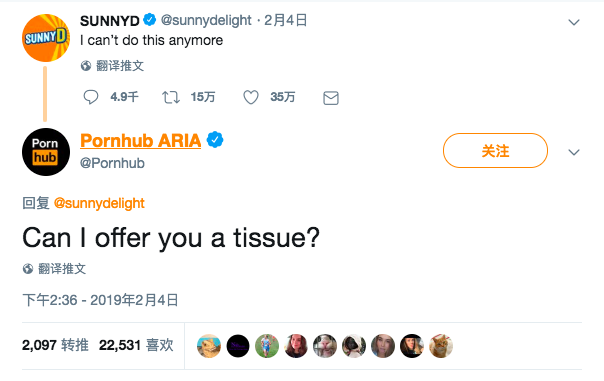 SUNNYD @sunnydelight · 2月4日
I can't do this anymore
翻译推文
4.9千 15万 35万
Pornhub ARIA
@Pornhub
关注
回复 @sunnydelight
Can I offer you a tissue?
翻译推文
下午2:36 - 2019年2月4日
2,097 转推 22,531 喜欢
SUNNYD
Porn
hub